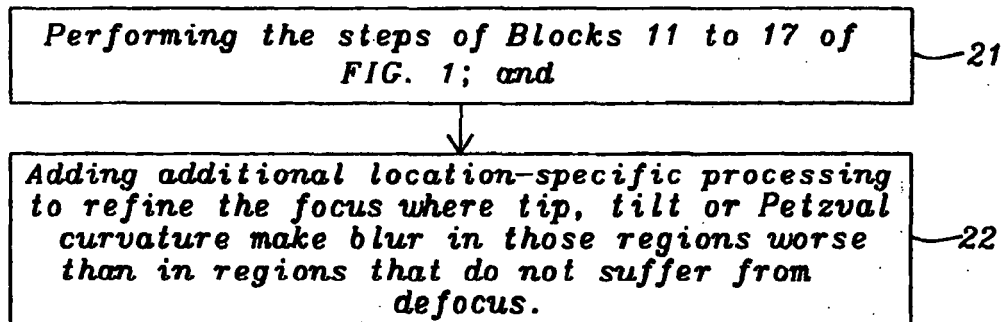 Performing the steps of Blocks 11 to 17 of
FIG. 1; and
21
Adding additional location-specific processing
to refine the focus where tip, tilt or Petzval
curvature make blur in those regions worse
than in regions that do not suffer from
defocus.
22